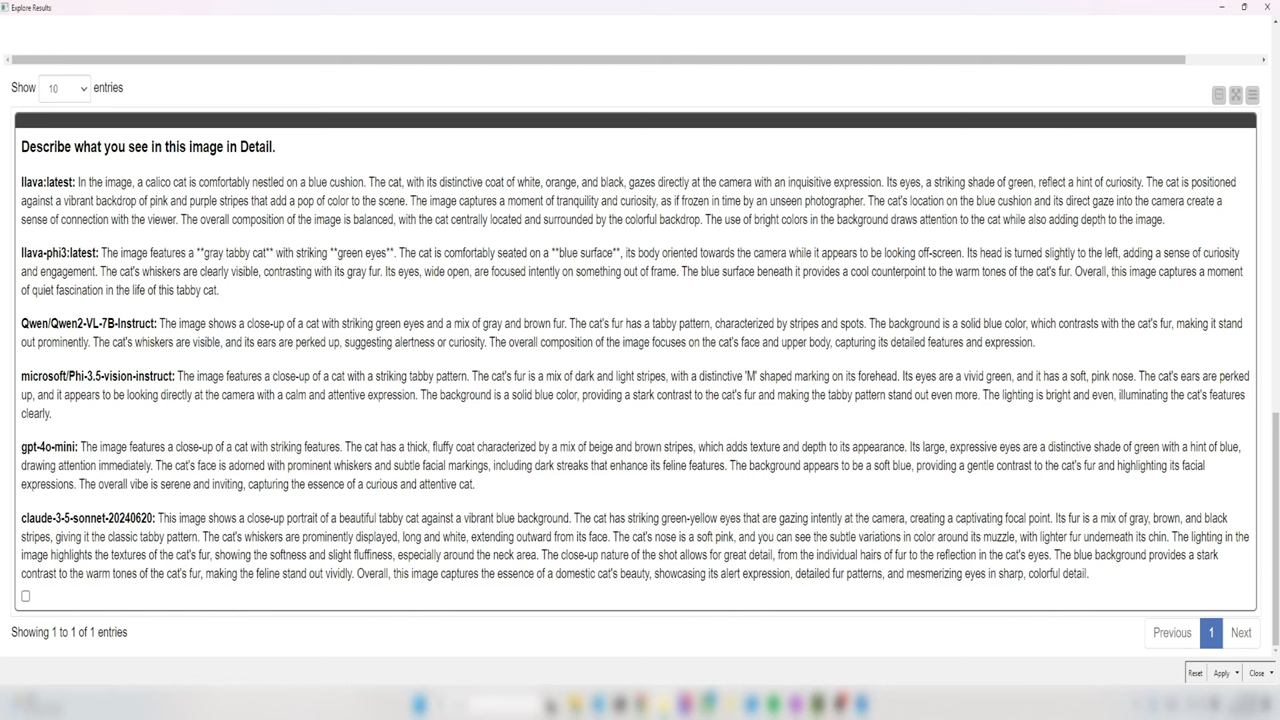 Explore Results
Show 10 entries
Describe what you see in this image in Detail.
llava:latest: In the image, a calico cat is comfortably nestled on a blue cushion. The cat, with its distinctive coat of white, orange, and black, gazes directly at the camera with an inquisitive expression. Its eyes, a striking shade of green, reflect a hint of curiosity. The cat is positioned
against a vibrant backdrop of pink and purple stripes that add a pop of color to the scene. The image captures a moment of tranquility and curiosity, as if frozen in time by an unseen photographer. The cat's location on the blue cushion and its direct gaze into the camera create a
sense of connection with the viewer. The overall composition of the image is balanced, with the cat centrally located and surrounded by the colorful backdrop. The use of bright colors in the background draws attention to the cat while also adding depth to the image.
llava-phi3:latest: The image features a **gray tabby cat** with striking **green eyes**. The cat is comfortably seated on a **blue surface**, its body oriented towards the camera while it appears to be looking off-screen. Its head is turned slightly to the left, adding a sense of curiosity
and engagement. The cat's whiskers are clearly visible, contrasting with its gray fur. Its eyes, wide open, are focused intently on something out of frame. The blue surface beneath it provides a cool counterpoint to the warm tones of the cat's fur. Overall, this image captures a moment
of quiet fascination in the life of this tabby cat.
Qwen/Qwen2-VL-7B-Instruct: The image shows a close-up of a cat with striking green eyes and a mix of gray and brown fur. The cat's fur has a tabby pattern, characterized by stripes and spots. The background is a solid blue color, which contrasts with the cat's fur, making it stand
out prominently. The cat's whiskers are visible, and its ears are perked up, suggesting alertness or curiosity. The overall composition of the image focuses on the cat's face and upper body, capturing its detailed features and expression.
microsoft/Phi-3.5-vision-instruct: The image features a close-up of a cat with a striking tabby pattern. The cat's fur is a mix of dark and light stripes, with a distinctive 'M' shaped marking on its forehead. Its eyes are a vivid green, and it has a soft, pink nose. The cat's ears are perked
up, and it appears to be looking directly at the camera with a calm and attentive expression. The background is a solid blue color, providing a stark contrast to the cat's fur and making the tabby pattern stand out even more. The lighting is bright and even, illuminating the cat's features
clearly.
gpt-4o-mini: The image features a close-up of a cat with striking features. The cat has a thick, fluffy coat characterized by a mix of beige and brown stripes, which adds texture and depth to its appearance. Its large, expressive eyes are a distinctive shade of green with a hint of blue,
drawing attention immediately. The cat's face is adorned with prominent whiskers and subtle facial markings, including dark streaks that enhance its feline features. The background appears to be a soft blue, providing a gentle contrast to the cat's fur and highlighting its facial
expressions. The overall vibe is serene and inviting, capturing the essence of a curious and attentive cat.
claude-3-5-sonnet-20240620: This image shows a close-up portrait of a beautiful tabby cat against a vibrant blue background. The cat has striking green-yellow eyes that are gazing intently at the camera, creating a captivating focal point. Its fur is a mix of gray, brown, and black
stripes, giving it the classic tabby pattern. The cat's whiskers are prominently displayed, long and white, extending outward from its face. The cat's nose is a soft pink, and you can see the subtle variations in color around its muzzle, with lighter fur underneath its chin. The lighting in the
image highlights the textures of the cat's fur, showing the softness and slight fluffiness, especially around the neck area. The close-up nature of the shot allows for great detail, from the individual hairs of fur to the reflection in the cat's eyes. The blue background provides a stark
contrast to the warm tones of the cat's fur, making the feline stand out vividly. Overall, this image captures the essence of a domestic cat's beauty, showcasing its alert expression, detailed fur patterns, and mesmerizing eyes in sharp, colorful detail.
Showing 1 to 1 of 1 entries
Previous 1 Next
Reset Apply Close